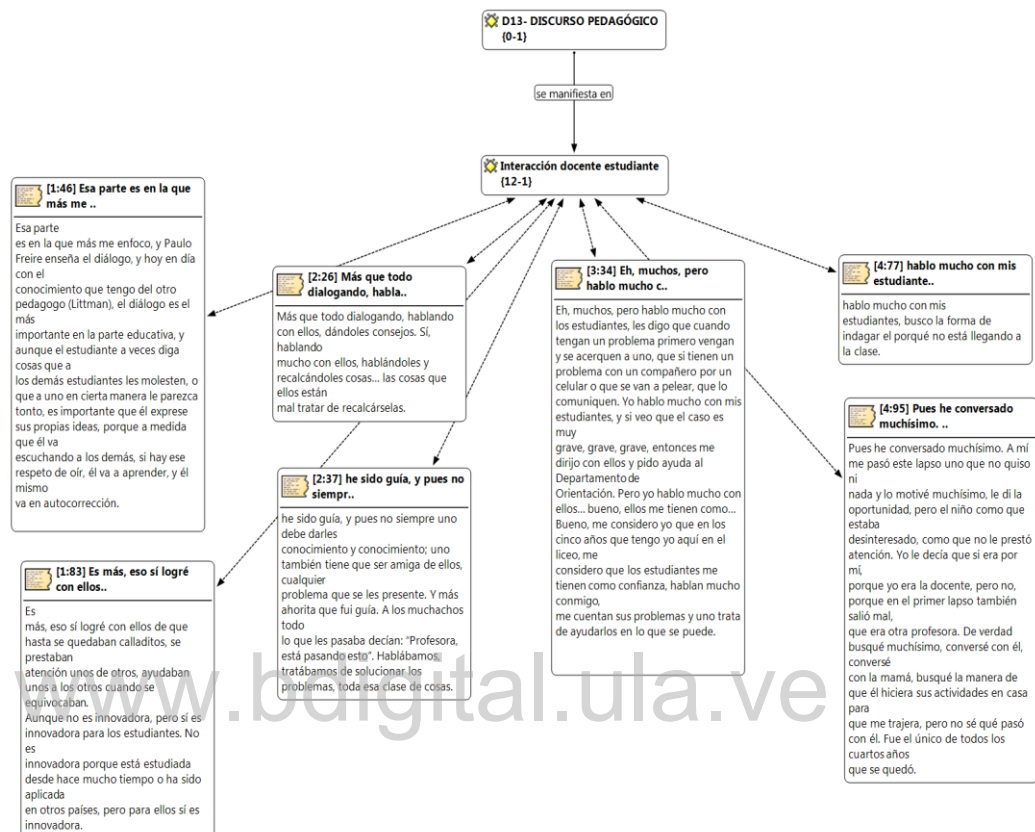 D13- DISCURSO PEDAGÓGICO
{0-1}
se manifiesta en
Interacción docente estudiante
{12-1}
[1:46] Esa parte es en la que
más me ..
Esa parte
es en la que más me enfoco, y Paulo
Freire enseña el diálogo, y hoy en día
con el
conocimiento que tengo del otro
pedagogo (Littman), el diálogo es el
más
importante en la parte educativa, y
aunque el estudiante a veces diga
cosas que a
los demás estudiantes les molesten, o
que a uno en cierta manera le parezca
tonto, es importante que él exprese
sus propias ideas, porque a medida
que él va
escuchando a los demás, si hay ese
respeto de oír, él va a aprender, y él
mismo
va en autocorrección.
[2:26] Más que todo
dialogando, habla..
Más que todo dialogando, hablando
con ellos, dándoles consejos. Sí,
hablando
mucho con ellos, hablándoles y
recalcándoles cosas... las cosas que
ellos están
mal tratar de recalcárselas.
[3:34] Eh, muchos, pero
hablo mucho c..
Eh, muchos, pero hablo mucho con
los estudiantes, les digo que cuando
tengan un problema primero vengan
y se acerquen a uno, que si tienen un
problema con un compañero por un
celular o que se van a pelear, que lo
comuniquen. Yo hablo mucho con mis
estudiantes, y si veo que el caso es
muy
grave, grave, grave, entonces me
dirijo con ellos y pido ayuda al
Departamento de
Orientación. Pero yo hablo mucho con
ellos... bueno, ellos me tienen como...
Bueno, me considero yo que en los
cinco años que tengo yo aquí en el
liceo, me
considero que los estudiantes me
tienen como confianza, hablan mucho
conmigo,
me cuentan sus problemas y uno trata
de ayudarlos en lo que se puede.
[4:77] hablo mucho con mis
estudiante..
hablo mucho con mis
estudiantes, busco la forma de
indagar el porqué no está llegando a
la clase.
[4:95] Pues he conversado
muchísimo. ..
Pues he conversado muchísimo. A mí
me pasó este lapso uno que no quiso
ni
nada y lo motivé muchísimo, le di la
oportunidad, pero el niño como que
estaba
desinteresado, como que no le prestó
atención. Yo le decía que si era por
mí,
porque yo era la docente, pero no,
porque en el primer lapso también
salió mal,
que era otra profesora. De verdad
busqué muchísimo, conversé con él,
conversé
con la mamá, busqué la manera de
que él hiciera sus actividades en casa
para
que me trajera, pero no sé qué pasó
con él. Fue el único de todos los
cuartos años
que se quedó.
[2:37] he sido guía, y pues no
siempr..
he sido guía, y pues no siempre uno
debe darles
conocimiento y conocimiento; uno
también tiene que ser amiga de ellos,
cualquier
problema que se les presente. Y más
ahorita que fui guía. A los muchachos
todo
lo que les pasaba decían: "Profesora,
está pasando esto". Hablábamos,
tratábamos de solucionar los
problemas, toda esa clase de cosas.
[1:83] Es más, eso sí logré
con ellos..
Es
más, eso sí logré con ellos de que
hasta se quedaban calladitos, se
prestaban
atención unos de otros, ayudaban
unos a los otros cuando se
equivocaban.
Aunque no es innovadora, pero sí es
innovadora para los estudiantes. No
es
innovadora porque está estudiada
desde hace mucho tiempo o ha sido
aplicada
en otros países, pero para ellos sí es
innovadora.
www.bdigital.ula.ve